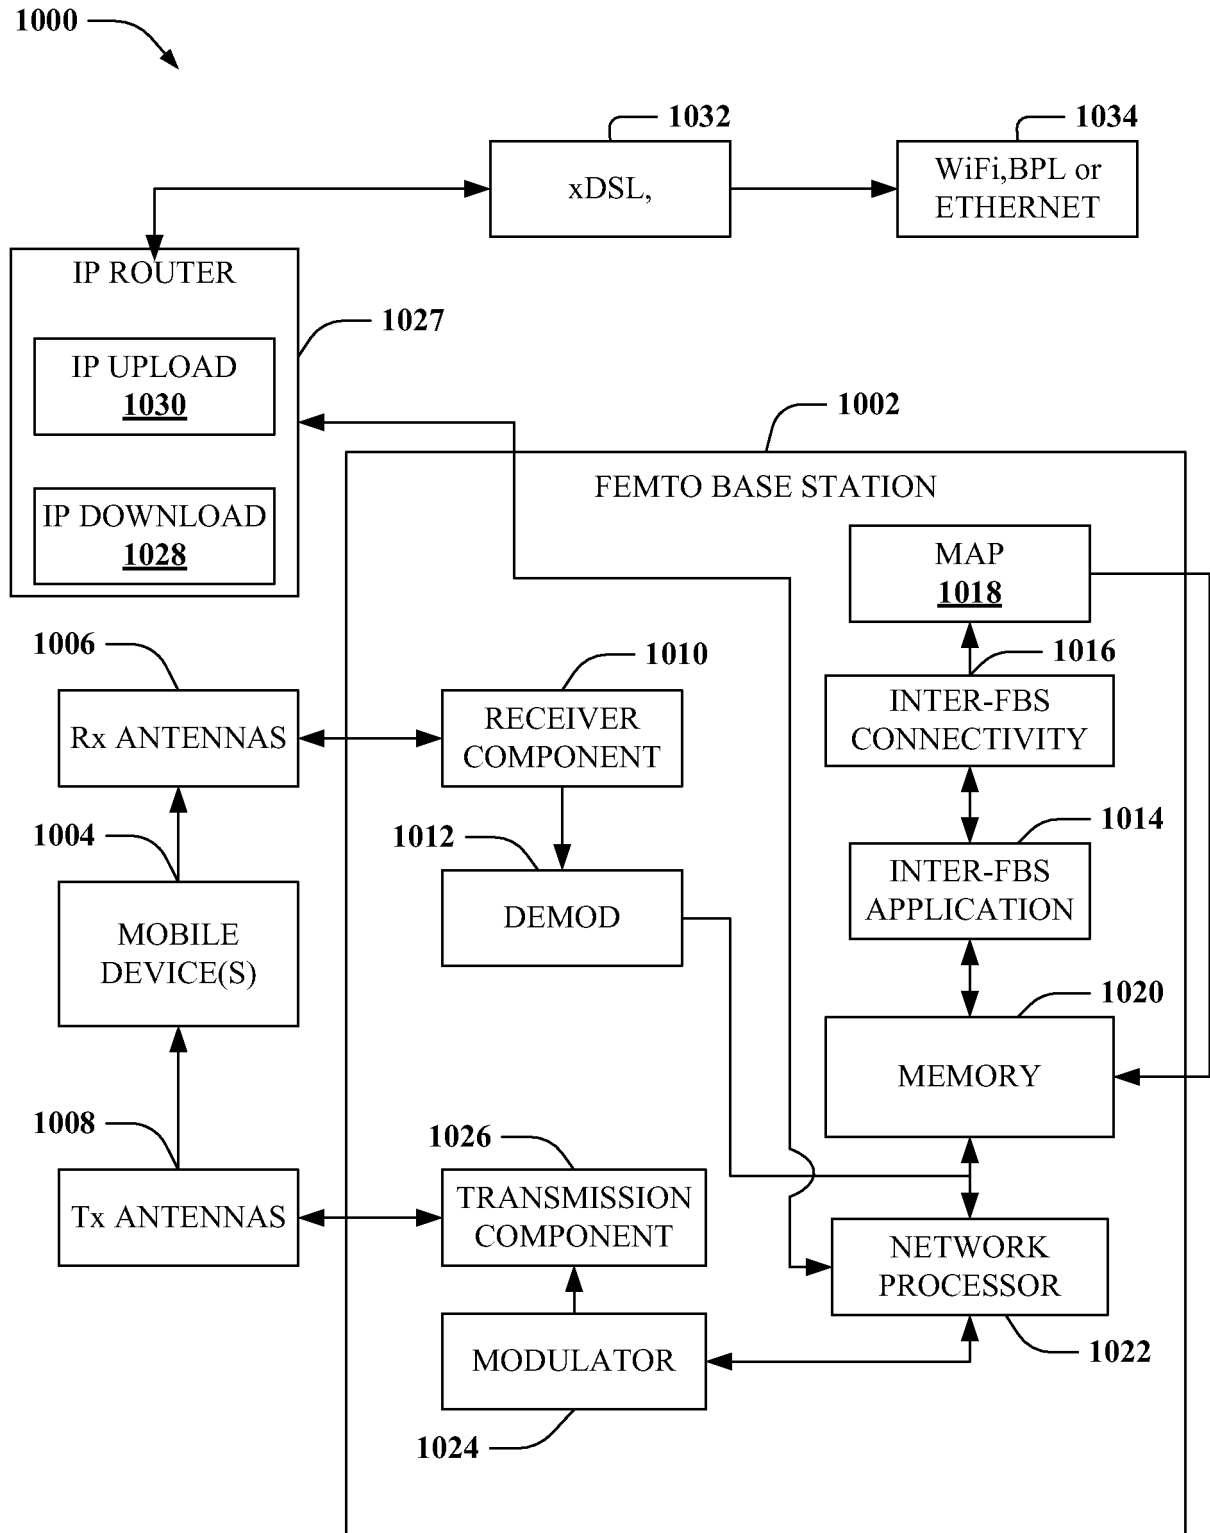 1000
1032
1034
xDSL,
WiFi,BPL or
ETHERNET
IP ROUTER
1027
IP UPLOAD
1030
1002
FEMTO BASE STATION
IP DOWNLOAD
1028
MAP
1018
1006
1010
1016
Rx ANTENNAS
RECEIVER
COMPONENT
INTER-FBS
CONNECTIVITY
1004
1012
1014
MOBILE
DEVICE(S)
DEMOD
INTER-FBS
APPLICATION
1020
MEMORY
1008
1026
Tx ANTENNAS
TRANSMISSION
COMPONENT
NETWORK
PROCESSOR
MODULATOR
1022
1024